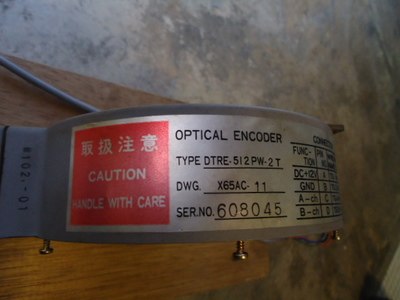 取扱注意
CAUTION
HANDLE WITH CARE
OPTICAL ENCODER
TYPE DTRE-512PW-2T
DWG. X65AC-11
SER.NO. 608045
FUNC-
TION
DC+12V A
GND B
A-ch C
B-ch D